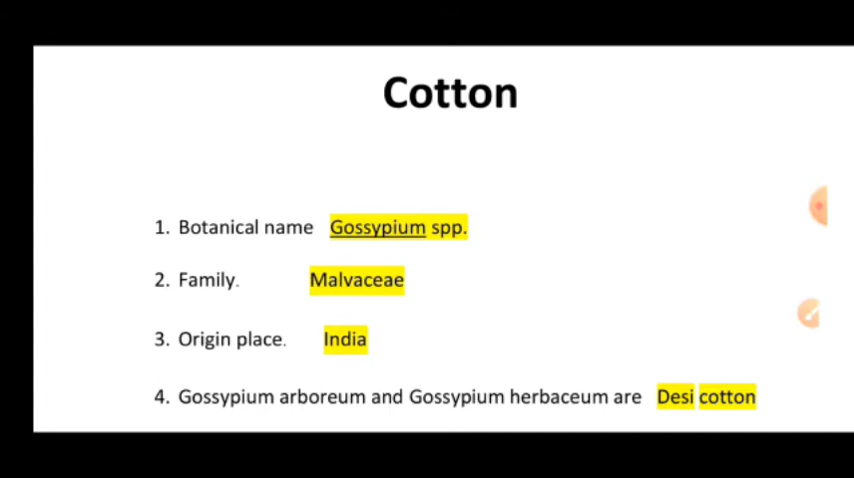 Cotton
1. Botanical name Gossypium spp.
2. Family. Malvaceae
3. Origin place. India
4. Gossypium arboreum and Gossypium herbaceum are Desi cotton